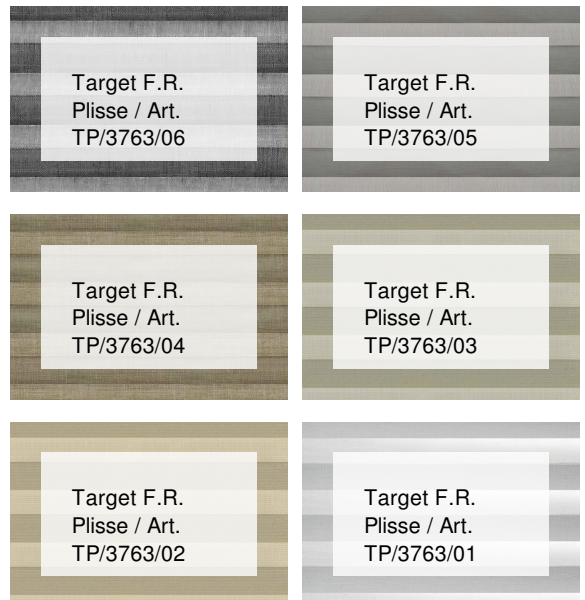 Target F.R.
Plisse / Art.
TP/3763/06
Target F.R.
Plisse / Art.
TP/3763/05
Target F.R.
Plisse / Art.
TP/3763/04
Target F.R.
Plisse / Art.
TP/3763/03
Target F.R.
Plisse / Art.
TP/3763/02
Target F.R.
Plisse / Art.
TP/3763/01